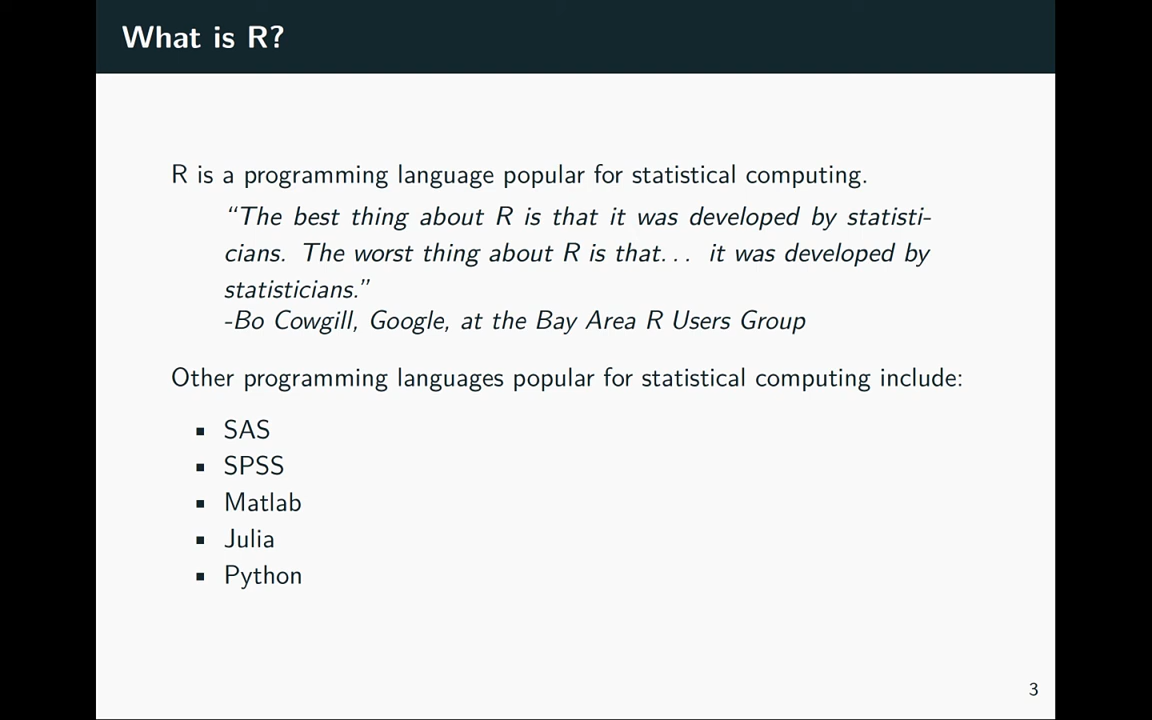 What is R?
R is a programming language popular for statistical computing.
“The best thing about R is that it was developed by statisti-
cians. The worst thing about R is that... it was developed by
statisticians.”
-Bo Cowgill, Google, at the Bay Area R Users Group
Other programming languages popular for statistical computing include:
▪ SAS
▪ SPSS
▪ Matlab
▪ Julia
▪ Python
3